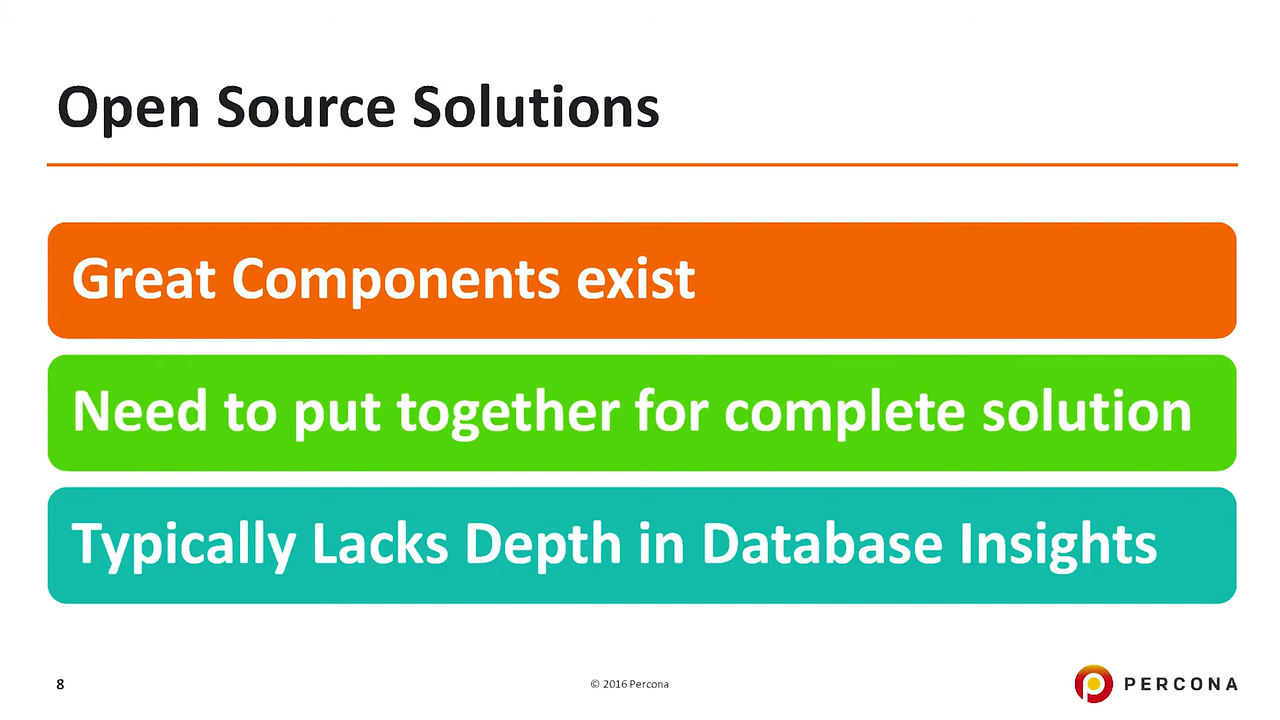 Open Source Solutions
Great Components exist
Need to put together for complete solution
Typically Lacks Depth in Database Insights
8
© 2016 Percona
PERCONA